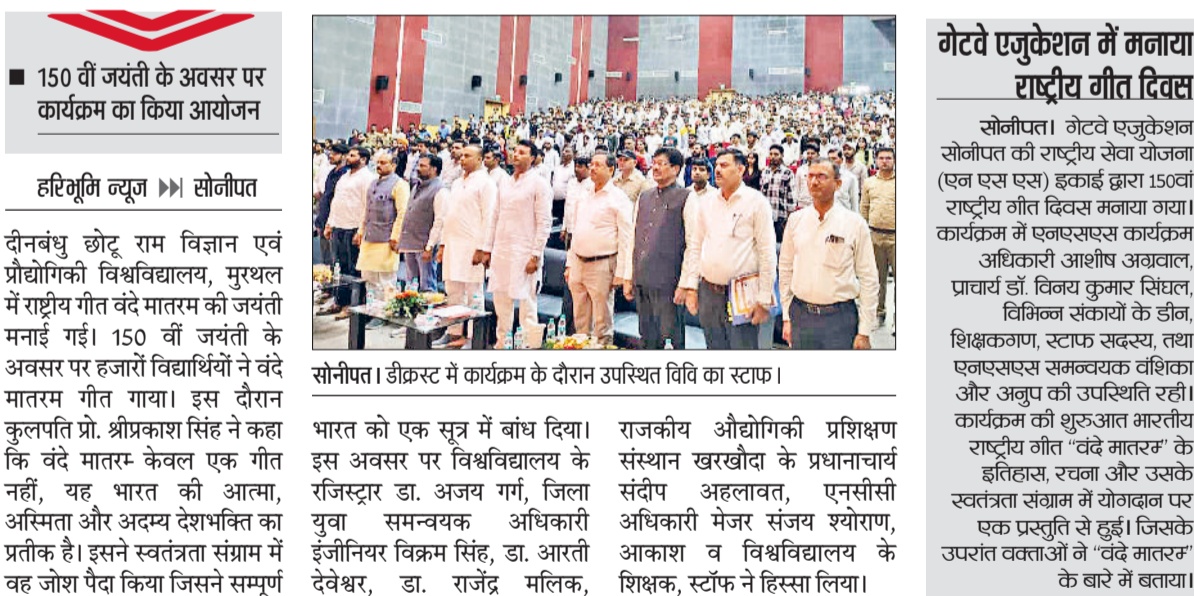 150 वीं जयंती के अवसर पर
कार्यक्रम का किया आयोजन
हरिभूमि न्यूज ▶▶| सोनीपत
दीनबंधु छोटू राम विज्ञान एवं
प्रौद्योगिकी विश्वविद्यालय, मुरथल
में राष्ट्रीय गीत वंदे मातरम की जयंती
मनाई गई। 150 वीं जयंती के
अवसर पर हजारों विद्यार्थियों ने वंदे
मातरम गीत गाया। इस दौरान
कुलपति प्रो. श्रीप्रकाश सिंह ने कहा
कि वंदे मातरम केवल एक गीत
नहीं, यह भारत की आत्मा,
अस्मिता और अदम्य देशभक्ति का
प्रतीक है। इसने स्वतंत्रता संग्राम में
वह जोश पैदा किया जिसने सम्पूर्ण
सोनीपत। डीक्रस्ट में कार्यक्रम के दौरान उपस्थित विवि का स्टाफ।
भारत को एक सूत्र में बांध दिया।
इस अवसर पर विश्वविद्यालय के
रजिस्ट्रार डा. अजय गर्ग, जिला
युवा समन्वयक अधिकारी
इंजीनियर विक्रम सिंह, डा. आरती
देवेश्वर, डा. राजेंद्र मलिक,
राजकीय औद्योगिकी प्रशिक्षण
संस्थान खरखौदा के प्रधानाचार्य
संदीप अहलावत, एनसीसी
अधिकारी मेजर संजय श्योराण,
आकाश व विश्वविद्यालय के
शिक्षक, स्टॉफ ने हिस्सा लिया।
गेटवे एजुकेशन में मनाया
राष्ट्रीय गीत दिवस
सोनीपत। गेटवे एजुकेशन
सोनीपत की राष्ट्रीय सेवा योजना
(एन एस एस) इकाई द्वारा 150वां
राष्ट्रीय गीत दिवस मनाया गया।
कार्यक्रम में एनएसएस कार्यक्रम
अधिकारी आशीष अग्रवाल,
प्राचार्य डॉ. विनय कुमार सिंघल,
विभिन्न संकायों के डीन,
शिक्षकगण, स्टाफ सदस्य, तथा
एनएसएस समन्वयक वंशिका
और अनुप की उपस्थिति रही।
कार्यक्रम की शुरुआत भारतीय
राष्ट्रीय गीत “वंदे मातरम” के
इतिहास, रचना और उसके
स्वतंत्रता संग्राम में योगदान पर
एक प्रस्तुति से हुई। जिसके
उपरांत वक्ताओं ने “वंदे मातरम”
के बारे में बताया।